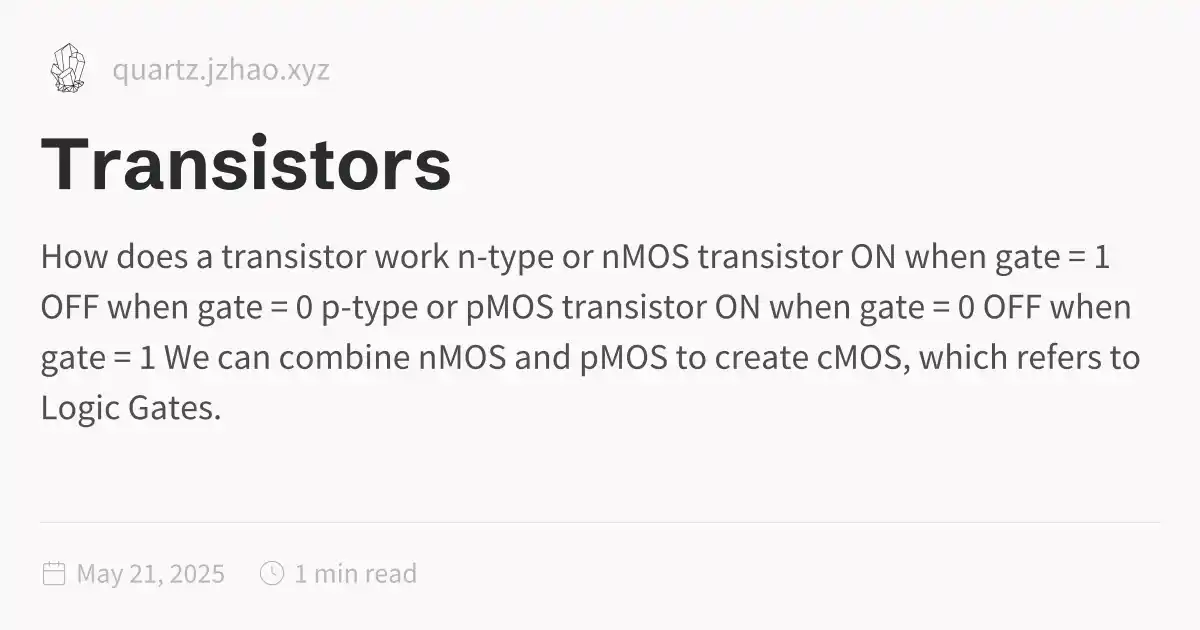 quartz.jzhao.xyz
Transistors
How does a transistor work n-type or nMOS transistor ON when gate = 1
OFF when gate = 0 p-type or pMOS transistor ON when gate = 0 OFF when
gate = 1 We can combine nMOS and pMOS to create cMOS, which refers to
Logic Gates.
May 21, 2025 1 min read